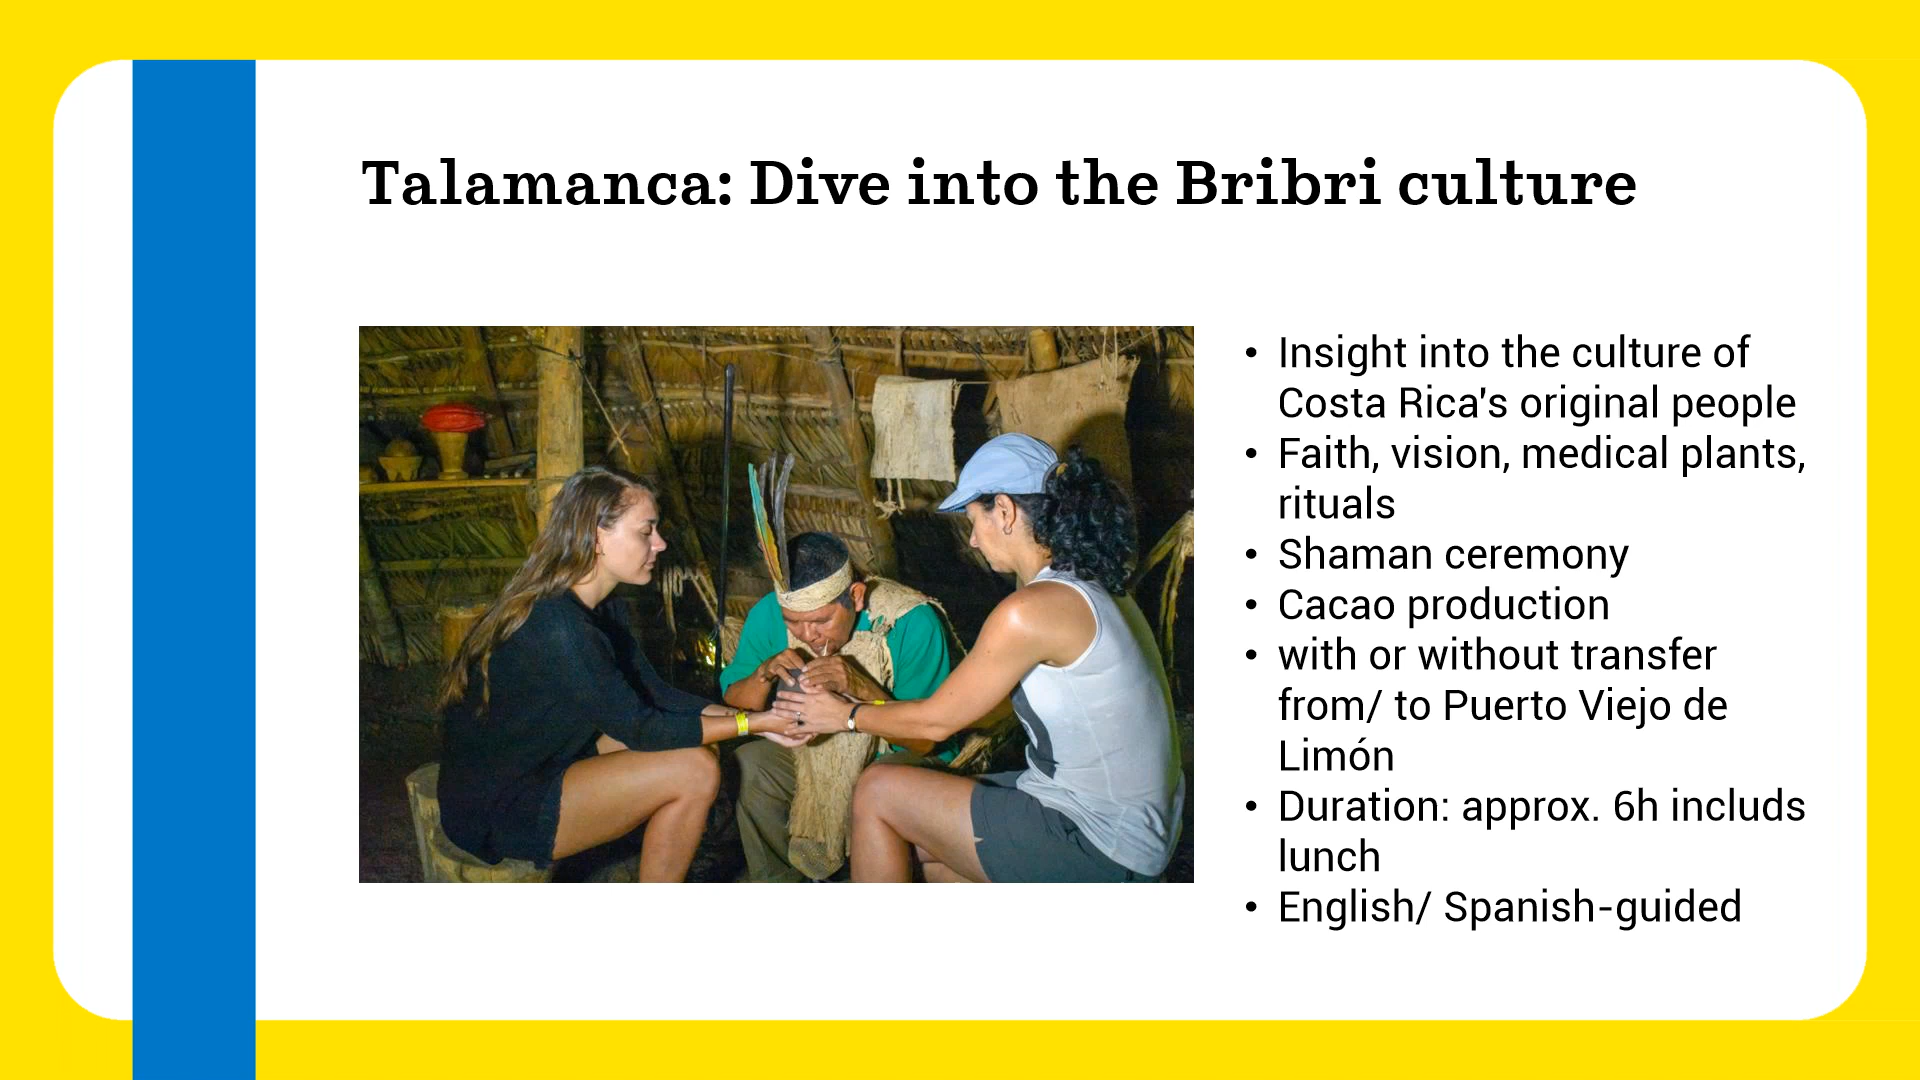 Talamanca: Dive into the Bribri culture
• Insight into the culture of
Costa Rica's original people
• Faith, vision, medical plants,
rituals
• Shaman ceremony
• Cacao production
• with or without transfer
from/ to Puerto Viejo de
Limón
• Duration: approx. 6h includs
lunch
• English/ Spanish-guided